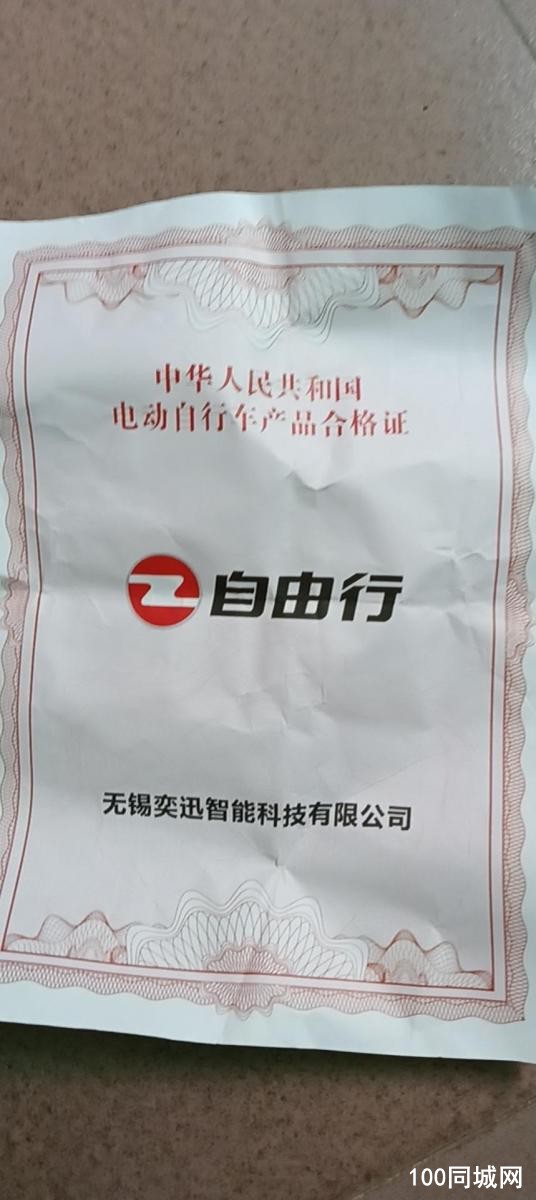 中华人民共和国
电动自行车产品合格证
自由行
无锡奕迅智能科技有限公司
100同城网